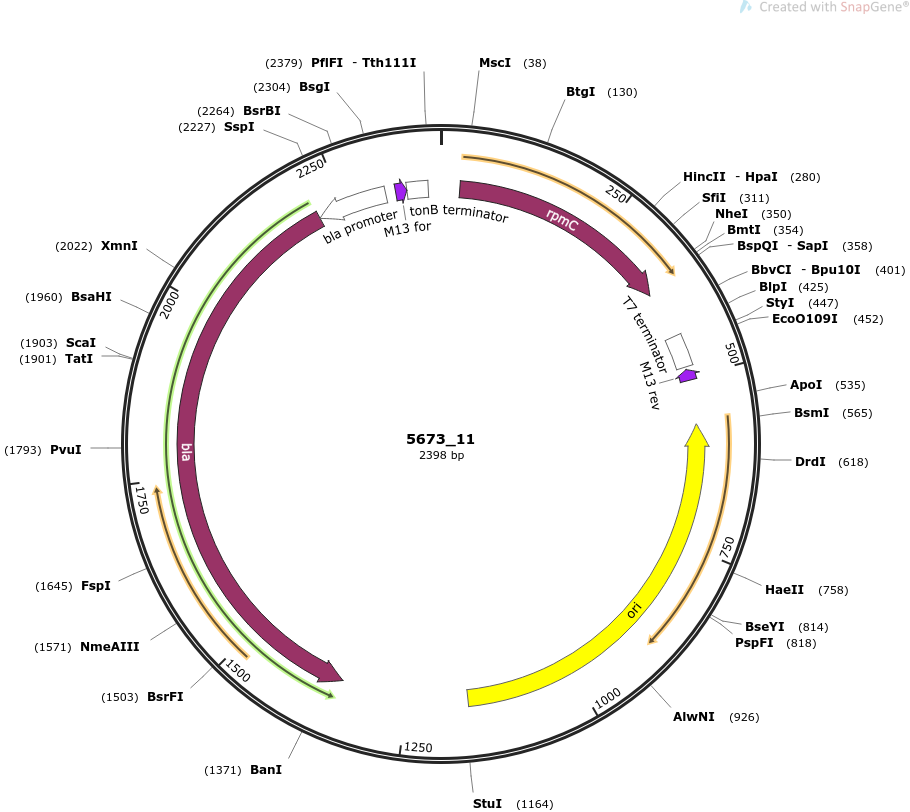 Created with SnapGene®
(2379) PflFI - Tth111I
MscI (38)
(2304) BsgI
BtgI (130)
(2264) BsrBI
(2227) SspI
2250
HincII - HpaI (280)
250
SfiI (311)
NheI (350)
BmtI (354)
BspQI - SapI (358)
bla promoter
M13 for
tonB terminator
rpmC
(2022) XmnI
BbvCI - Bpu10I (401)
BlpI (425)
(1960) BsaHI
2000
StyI (447)
EcoO109I (452)
T7 terminator
(1903) ScaI
(1901) TatI
500
M13 rev
ApoI (535)
BsmI (565)
5673_11
2398 bp
(1793) PvuI
bla
DrdI (618)
1750
750
(1645) FspI
HaeII (758)
ori
BseYI (814)
PspFI (818)
(1571) NmeAIII
1500
(1503) BsrFI
1000
AlwNI (926)
1250
(1371) BanI
StuI (1164)